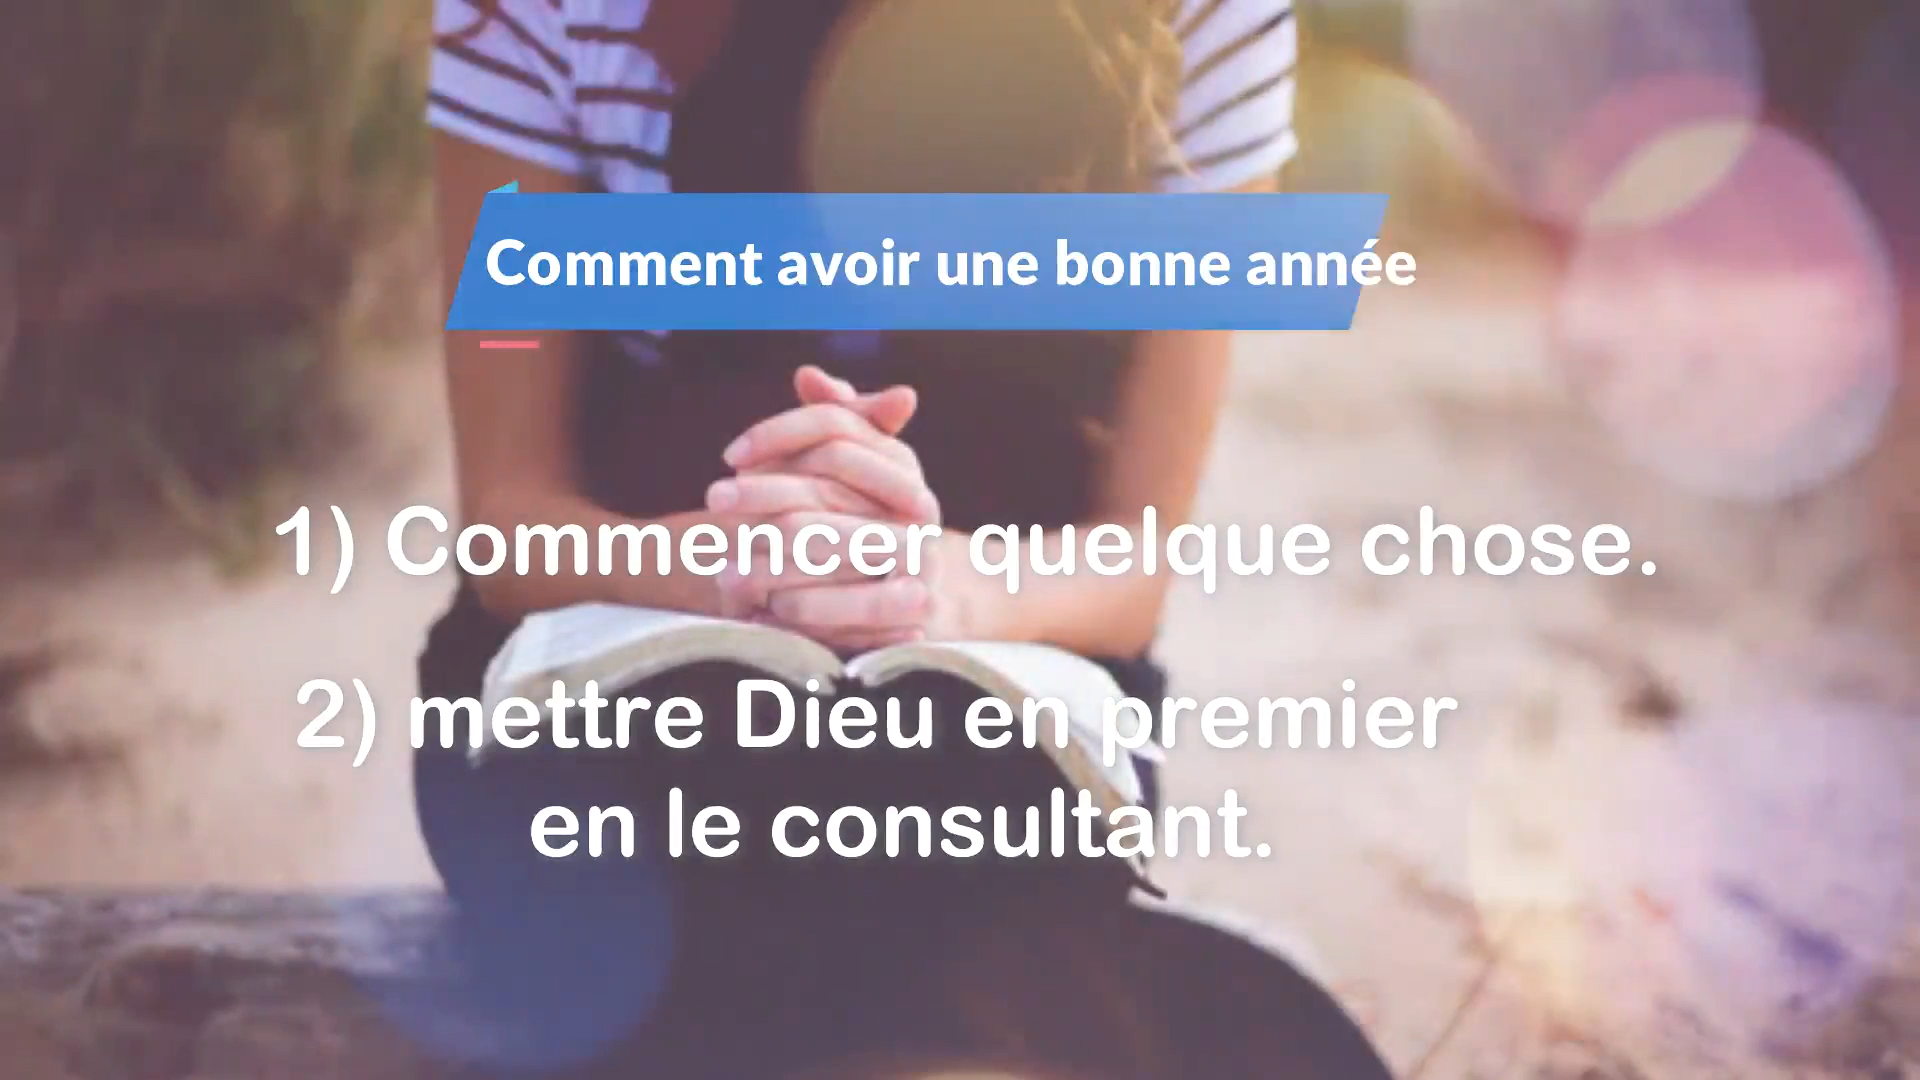 Comment avoir une bonne année
1) Commencer quelque chose.
2) mettre Dieu en premier
en le consultant.